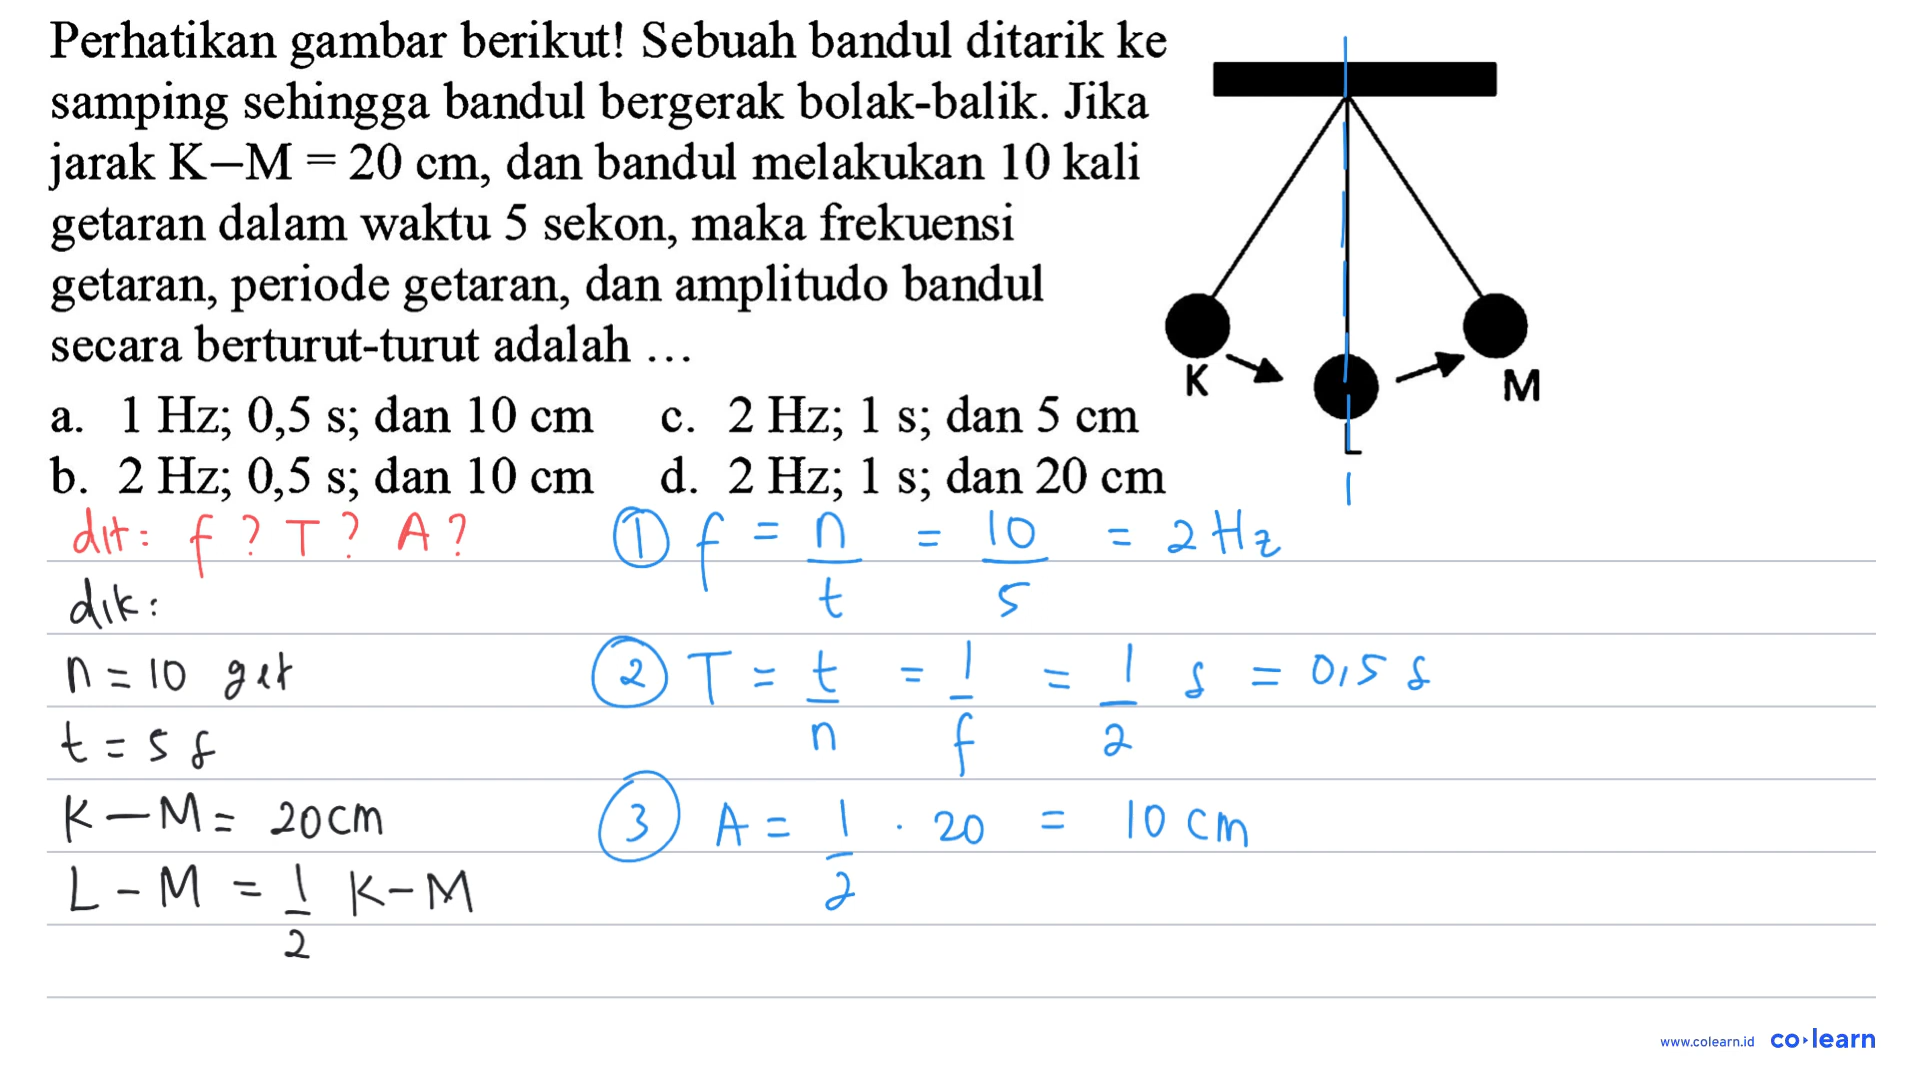 Perhatikan gambar berikut! Sebuah bandul ditarik ke
samping sehingga bandul bergerak bolak-balik. Jika
jarak K–M = 20 cm, dan bandul melakukan 10 kali
getaran dalam waktu 5 sekon, maka frekuensi
getaran, periode getaran, dan amplitudo bandul
secara berturut-turut adalah ...
a. 1 Hz; 0,5 s; dan 10 cm c. 2 Hz; 1 s; dan 5 cm
b. 2 Hz; 0,5 s; dan 10 cm d. 2 Hz; 1 s; dan 20 cm
K
L
M
dit: f? T? A?
dik:
n = 10 get
t = 5 s
K – M = 20 cm
L – M = 1/2 K – M
① f = n/t = 10/5 = 2 Hz
② T = t/n = 1/f = 1/2 s = 0,5 s
③ A = 1/2 . 20 = 10 cm
www.colearn.id co learn